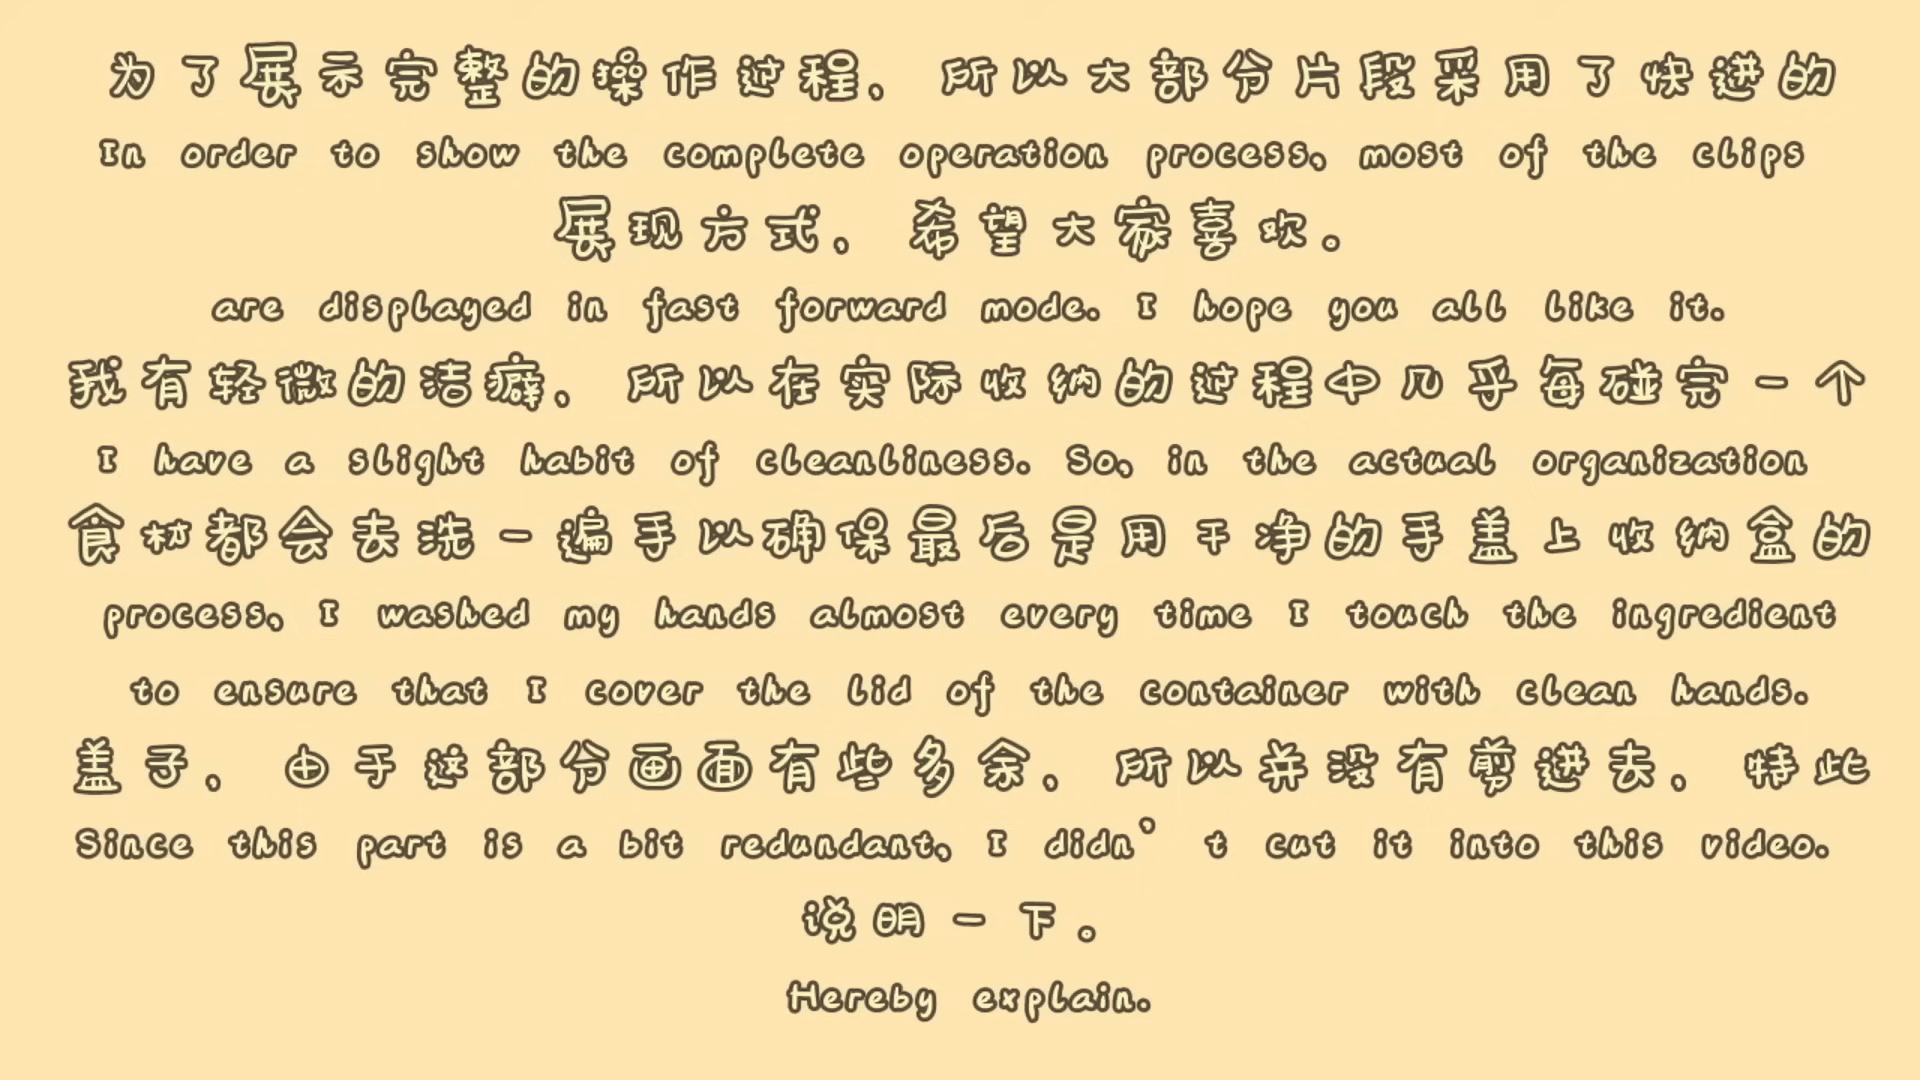 为了展示完整的操作过程，所以大部分片段采用了快进的
In order to show the complete operation process, most of the clips
展现方式，希望大家喜欢。
are displayed in fast forward mode. I hope you all like it.
我有轻微的洁癖，所以在实际收纳的过程中几乎每碰完一个
I have a slight habit of cleanliness. So, in the actual organization
食材都会去洗一遍手以确保最后是用干净的手盖上收纳盒的
process, I washed my hands almost every time I touch the ingredient
to ensure that I cover the lid of the container with clean hands.
盖子，由于这部分画面有些多余，所以并没有剪进去，特此
Since this part is a bit redundant, I didn’t cut it into this video.
说明一下。
Hereby explain.